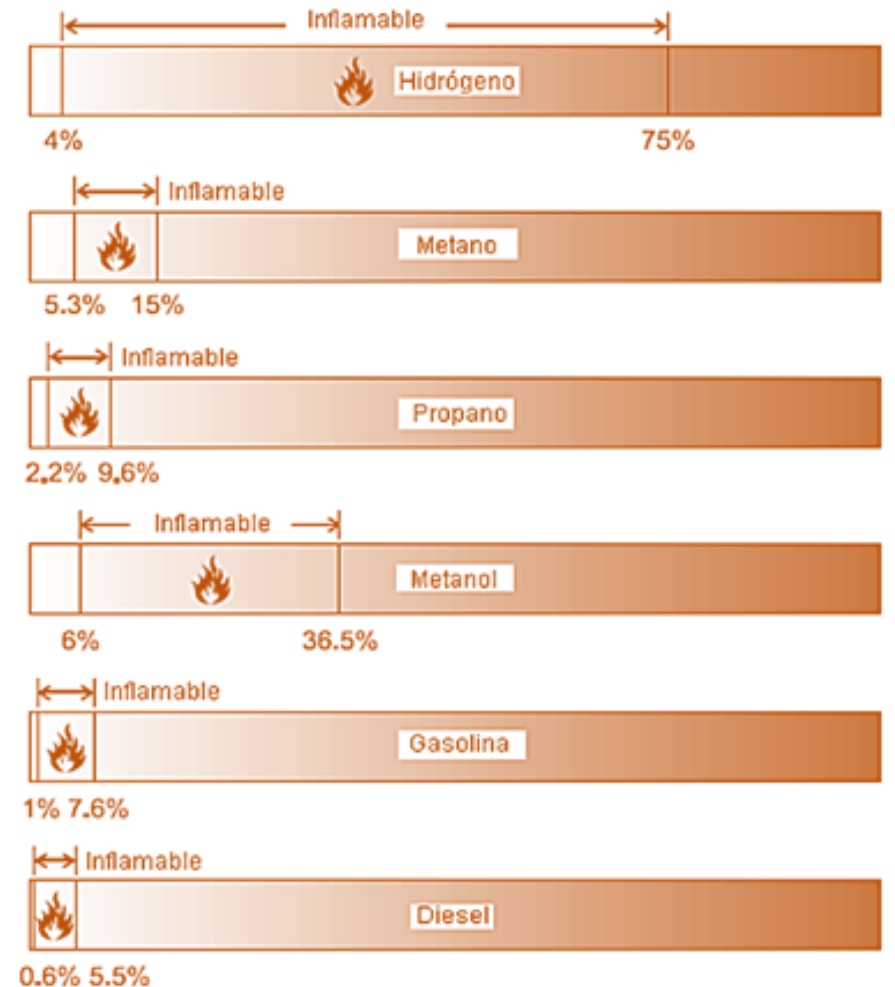 Inflamable
Hidrógeno
4% 75%
Inflamable
Metano
5.3% 15%
Inflamable
Propano
2.2% 9.6%
Inflamable
Metanol
6% 36.5%
Inflamable
Gasolina
1% 7.6%
Inflamable
Diesel
0.6% 5.5%